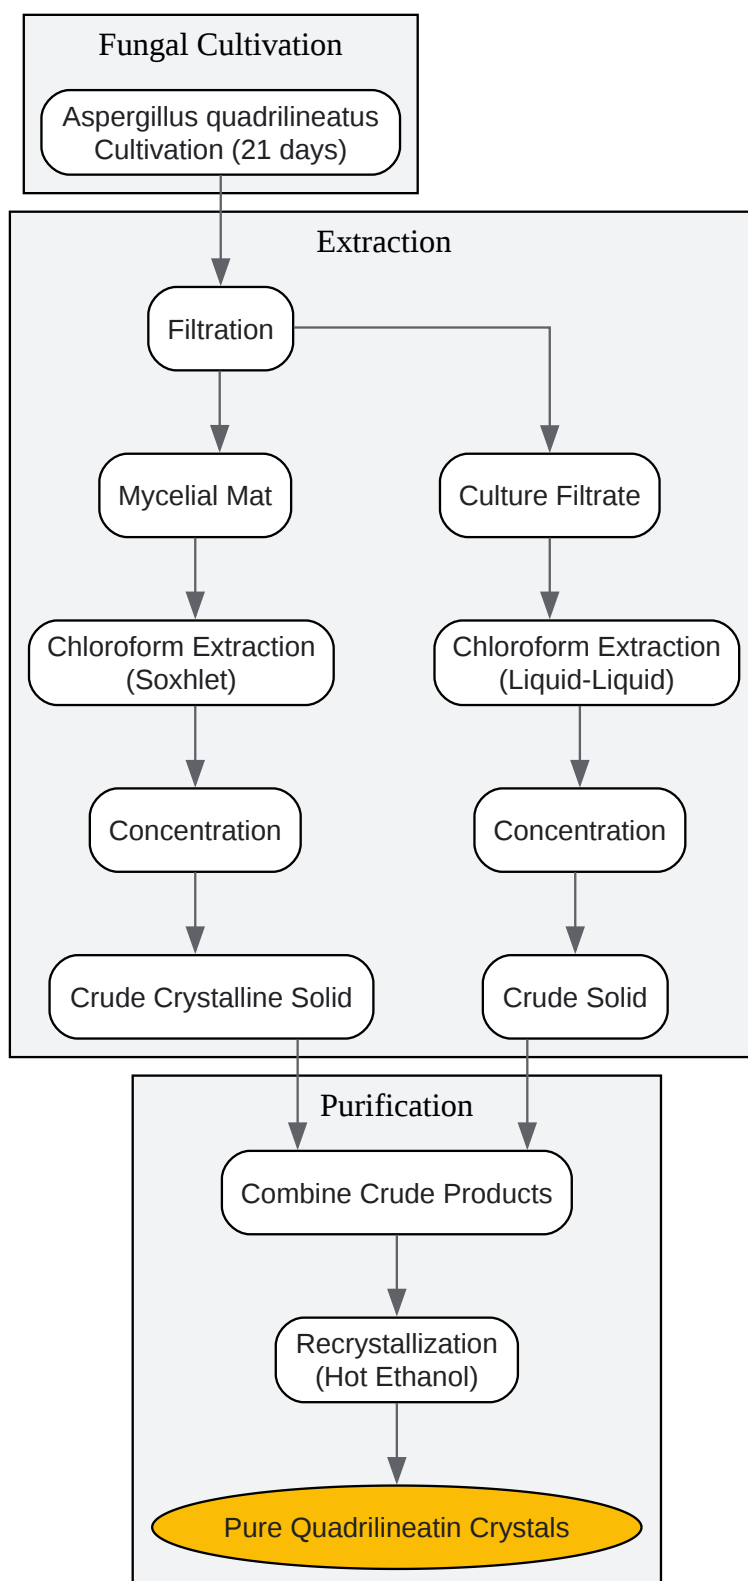 Fungal Cultivation
Aspergillus quadrilineatus
Cultivation (21 days)
Extraction
Filtration
Mycelial Mat
Culture Filtrate
Chloroform Extraction
(Soxhlet)
Chloroform Extraction
(Liquid-Liquid)
Concentration
Concentration
Crude Crystalline Solid
Crude Solid
Purification
Combine Crude Products
Recrystallization
(Hot Ethanol)
Pure Quadrilineatin Crystals